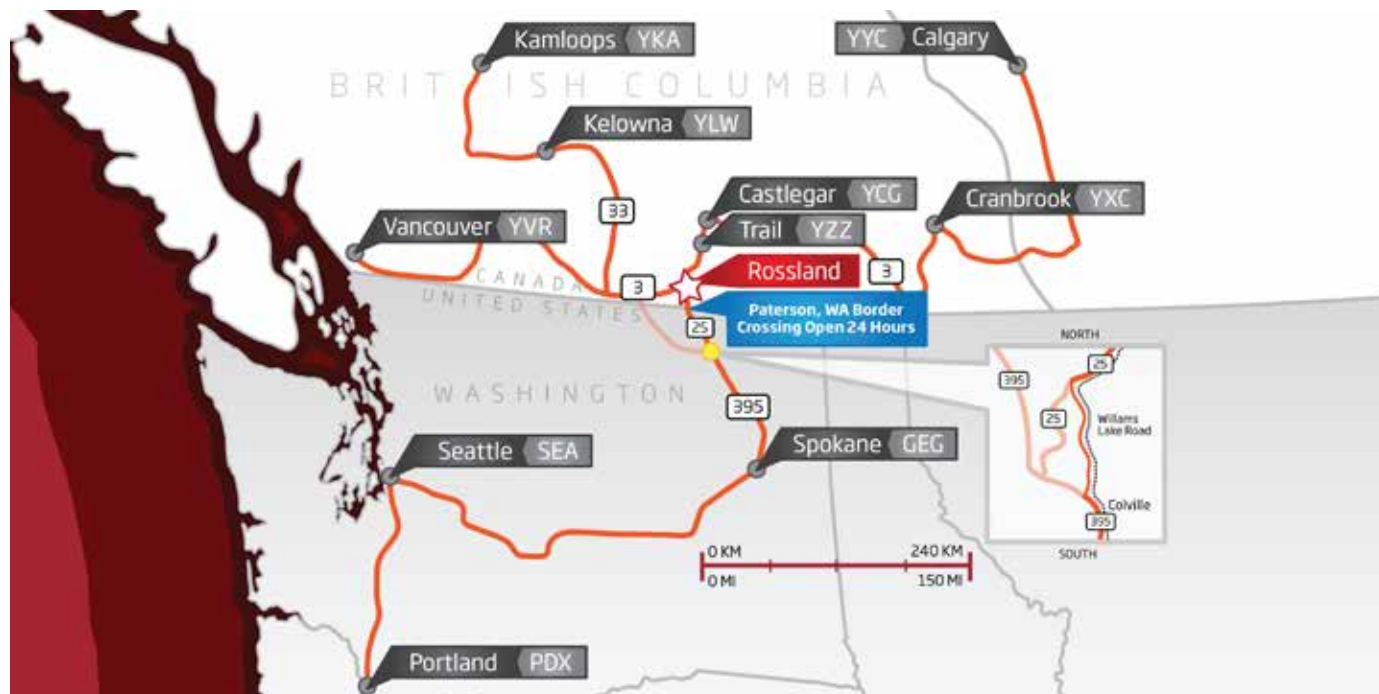 Kamloops YKA
YYC Calgary
BRITISH COLUMBIA
Kelowna YLW
Castlegar YCG
Cranbrook YXC
33
Vancouver YVR
Trail YZZ
CANADA
Rossland
3
3
UNITED STATES
Paterson, WA Border
Crossing Open 24 Hours
25
NORTH
25
395
WASHINGTON
395
25
Willams
Lake Road
Seattle SEA
Spokane GEG
Colville
395
0 KM 240 KM
SOUTH
0 MI 150 MI
Portland PDX